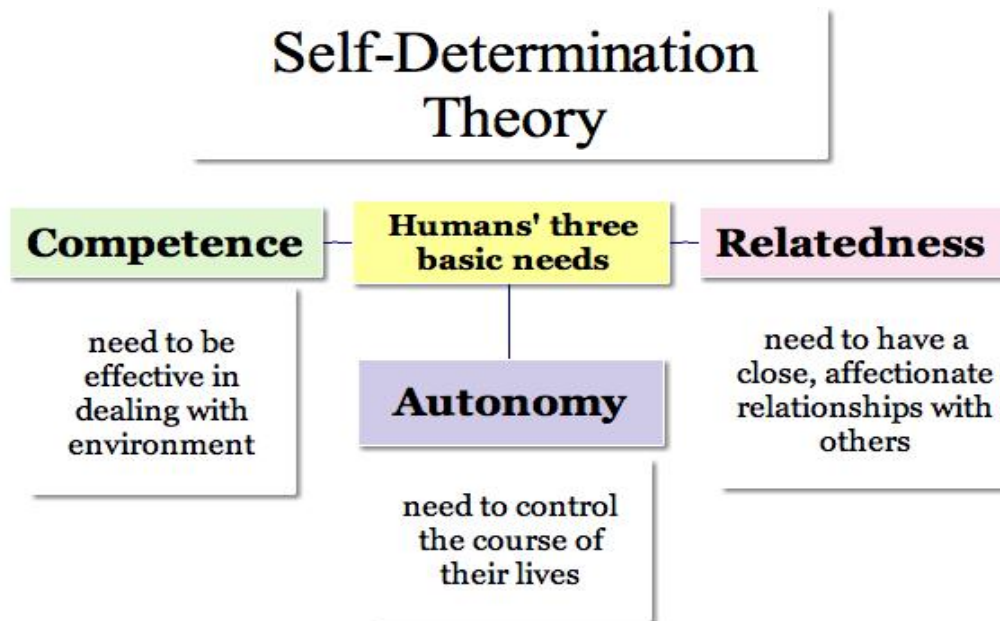 Self-Determination
Theory
Competence
Humans' three
basic needs
Relatedness
need to be
effective in
dealing with
environment
Autonomy
need to have a
close, affectionate
relationships with
others
need to control
the course of
their lives